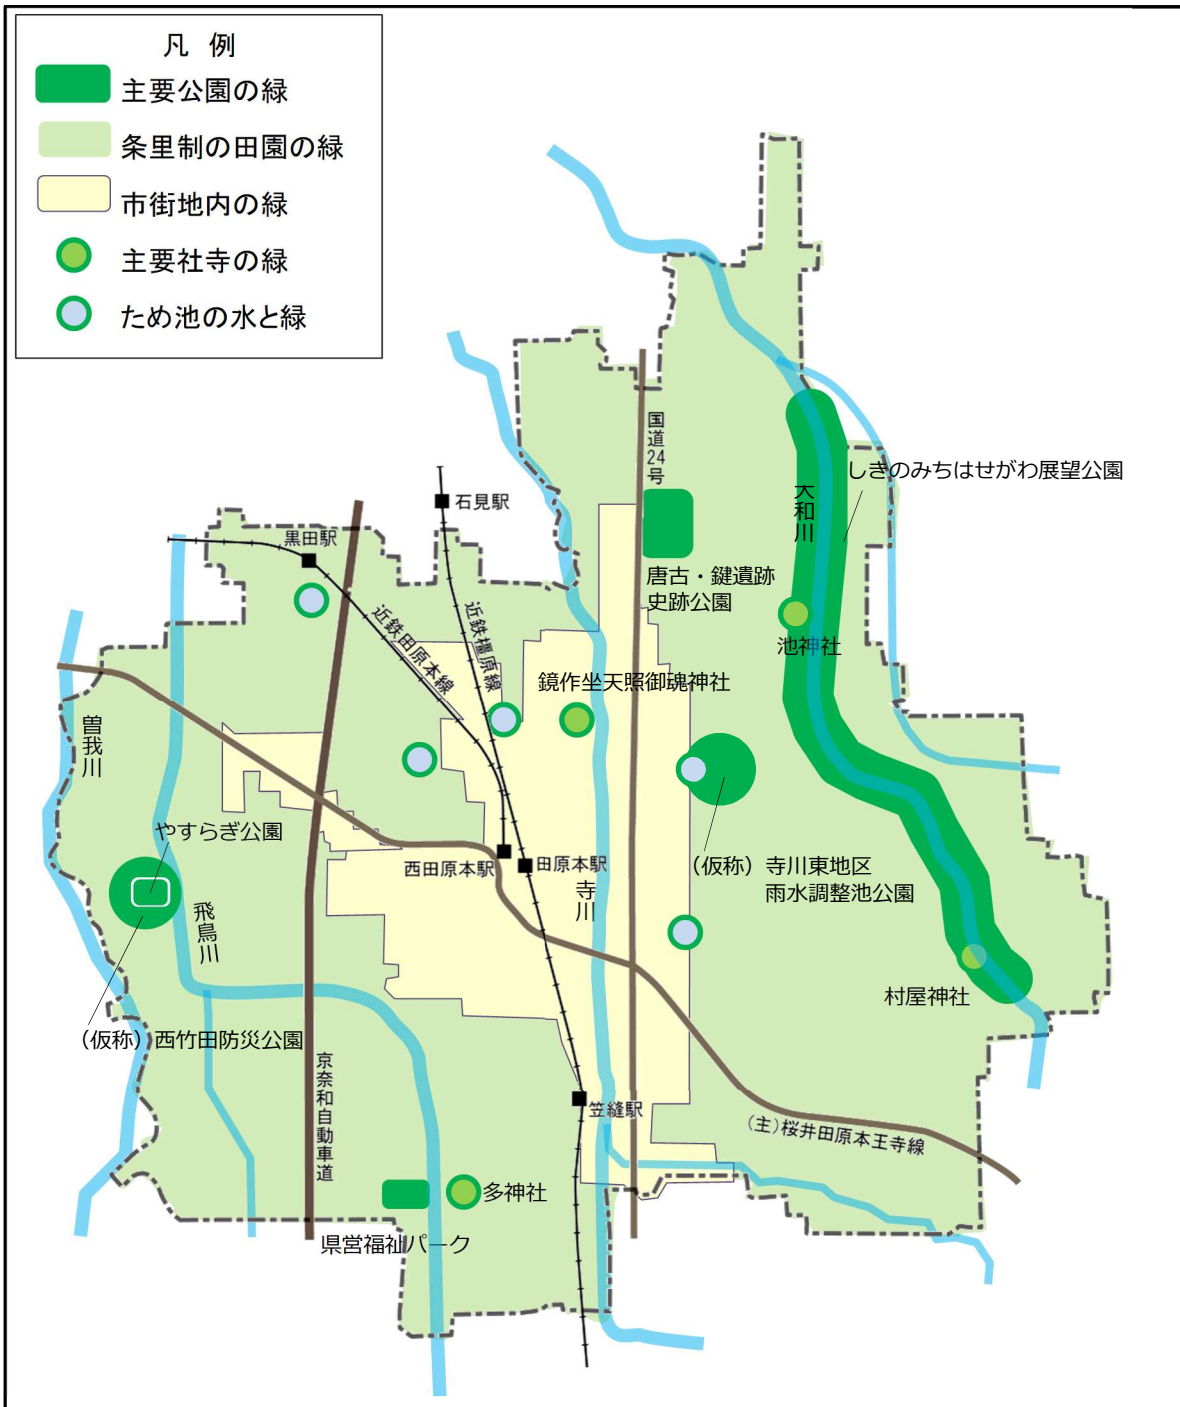 凡 例
主要公園の緑
条里制の田園の緑
市街地内の緑
主要社寺の緑
ため池の水と緑
国道24号
しきのみちはせがわ展望公園
大和川
石見駅
黒田駅
唐古・鍵遺跡
史跡公園
池神社
近鉄田原本線
近鉄橿原線
鏡作坐天照御魂神社
曽我川
やすらぎ公園
西田原本駅
田原本駅
寺川
(仮称)寺川東地区
雨水調整池公園
飛鳥川
村屋神社
(仮称)西竹田防災公園
京奈和自動車道
笠縫駅
(主)桜井田原本王寺線
多神社
県営福祉パーク